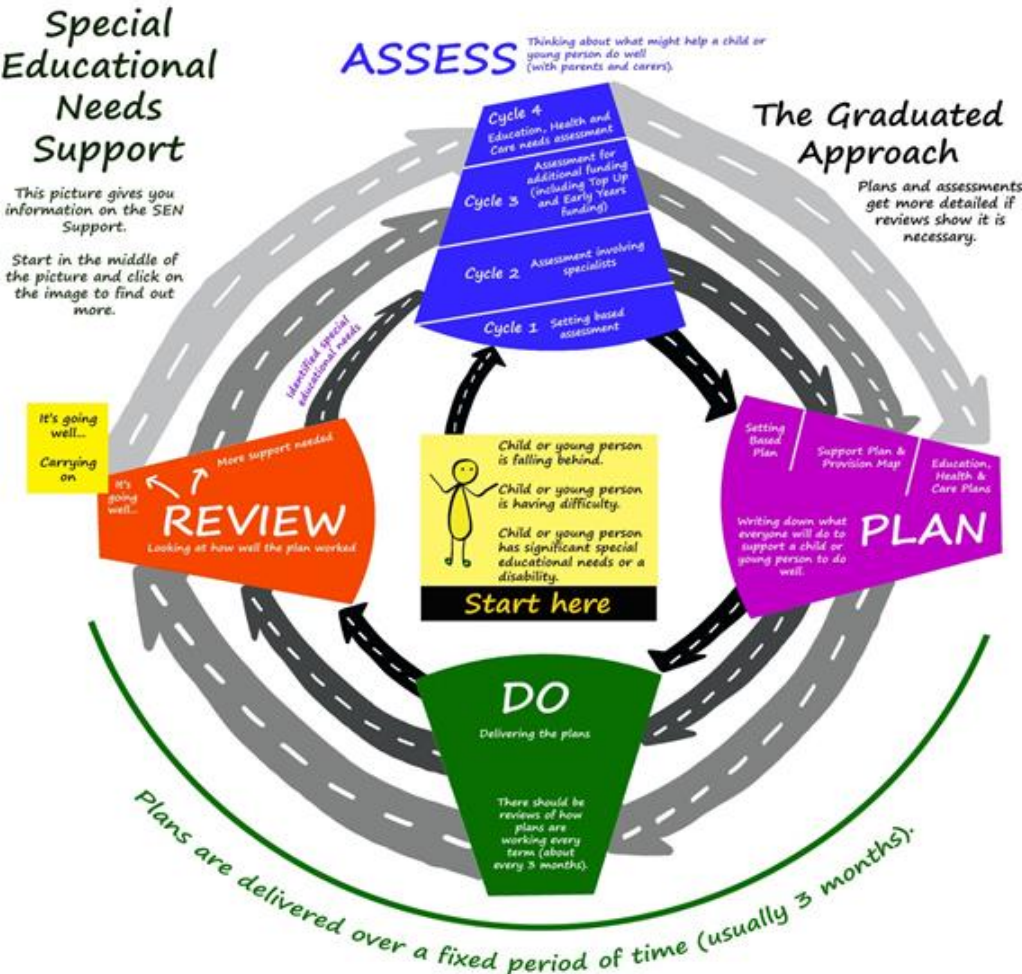 Special
Educational
Needs
Support
This picture gives you
information on the SEN
Support.
Start in the middle of
the picture and click on
the image to find out
more.
ASSESS
Thinking about what might help a child or
young person do well
(with parents and carers).
The Graduated
Approach
Plans and assessments
get more detailed if
reviews show it is
necessary.
Cycle 4
Education, Health and
Care needs assessment
Cycle 3
Assessment for
additional funding
(including Top Up
and Early Years
funding)
Cycle 2
Assessment involving
specialists
Cycle 1
Setting based
assessment
Identified special
educational needs
It's going
well...
Carrying
on
It's
going
well...
More support needed
REVIEW
Looking at how well the plan worked
Child or young person
is falling behind.
Child or young person
is having difficulty.
Child or young person
has significant special
educational needs or a
disability.
Start here
Setting
Based
Plan
Support Plan &
Provision Map
Education,
Health &
Care Plans
Writing down what
everyone will do to
support a child or
young person to do
well.
PLAN
DO
Delivering the plans
There should be
reviews of how
plans are
working every
term (about
every 3 months).
Plans are delivered over a fixed period of time (usually 3 months).